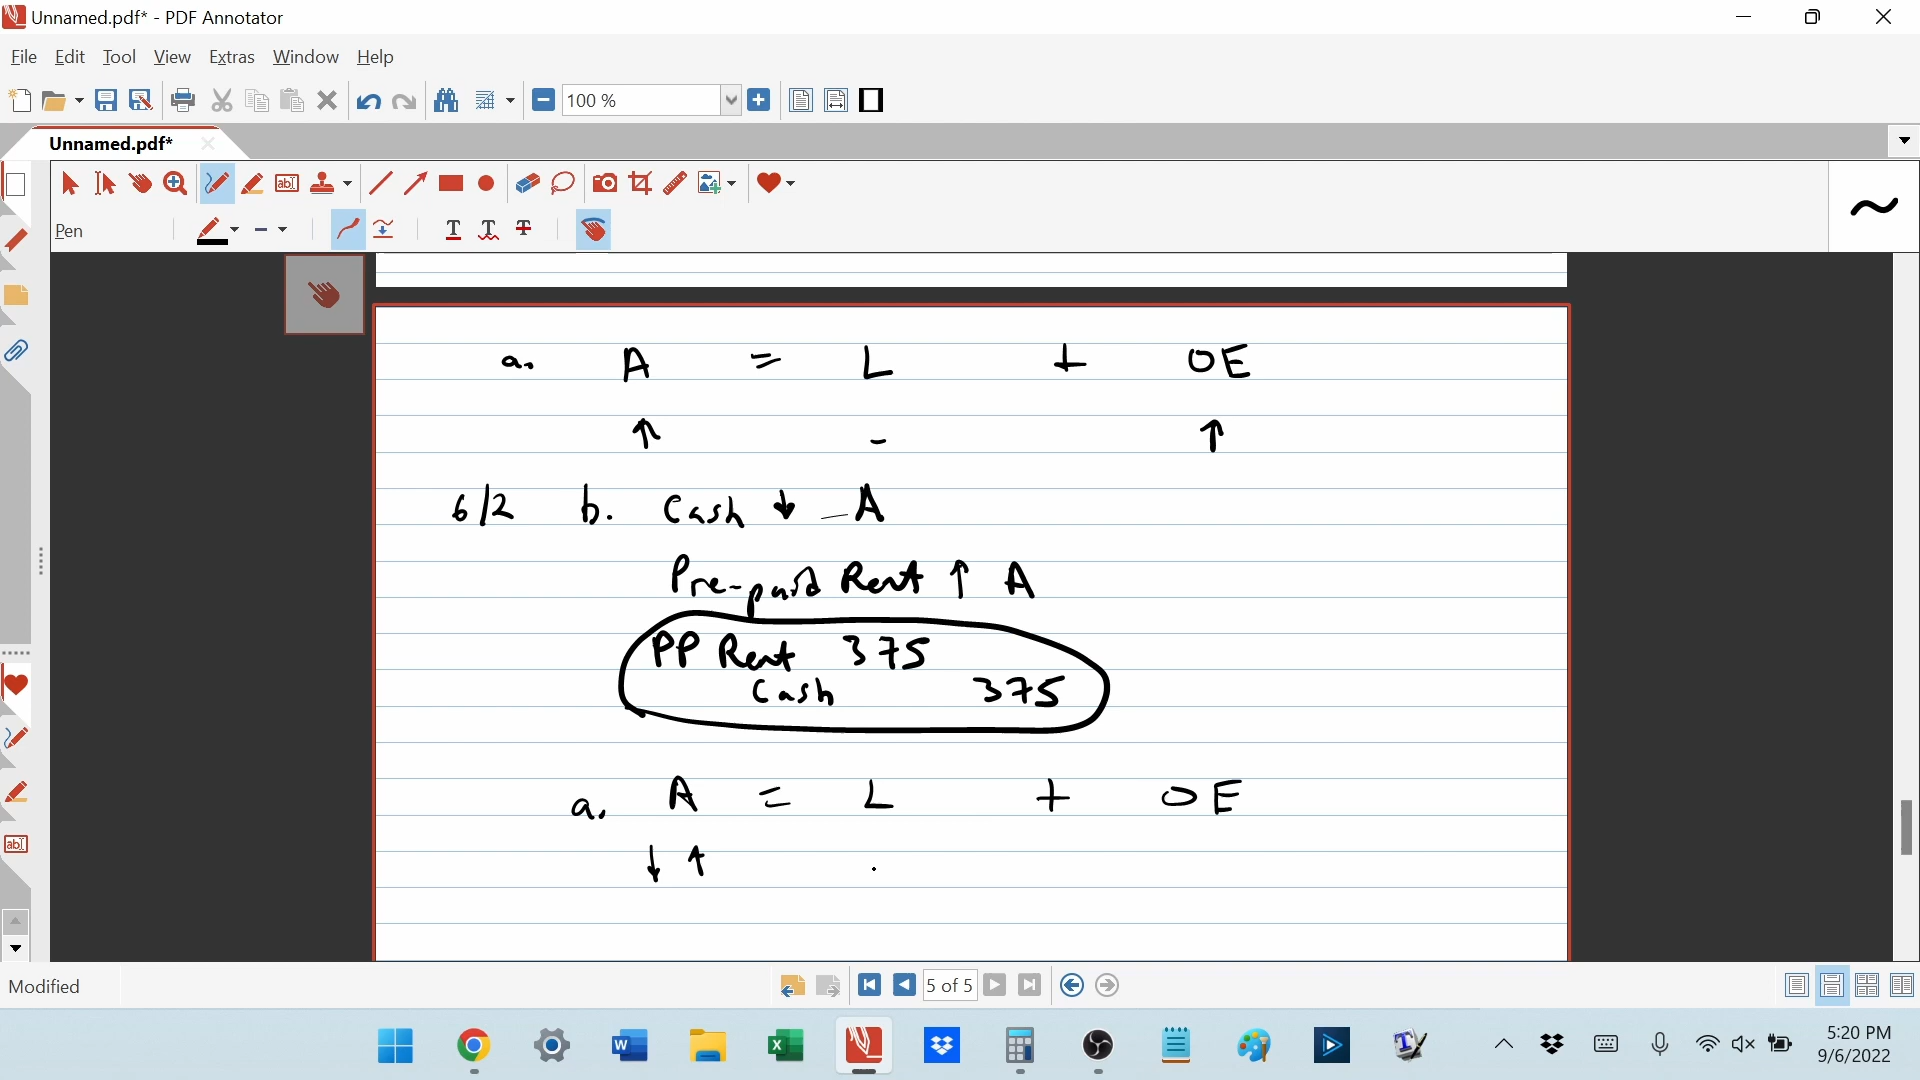 Unnamed.pdf* - PDF Annotator
File Edit Tool View Extras Window Help
100 %
Unnamed.pdf*
Pen
a. A = L + OE
↑ - ↑
6/2 b. Cash ↓ - A
Pre-paid Rent ↑ A
PP Rent 375
Cash 375
a. A = L + OE
↓ ↑
5 of 5
Modified
5:20 PM
9/6/2022